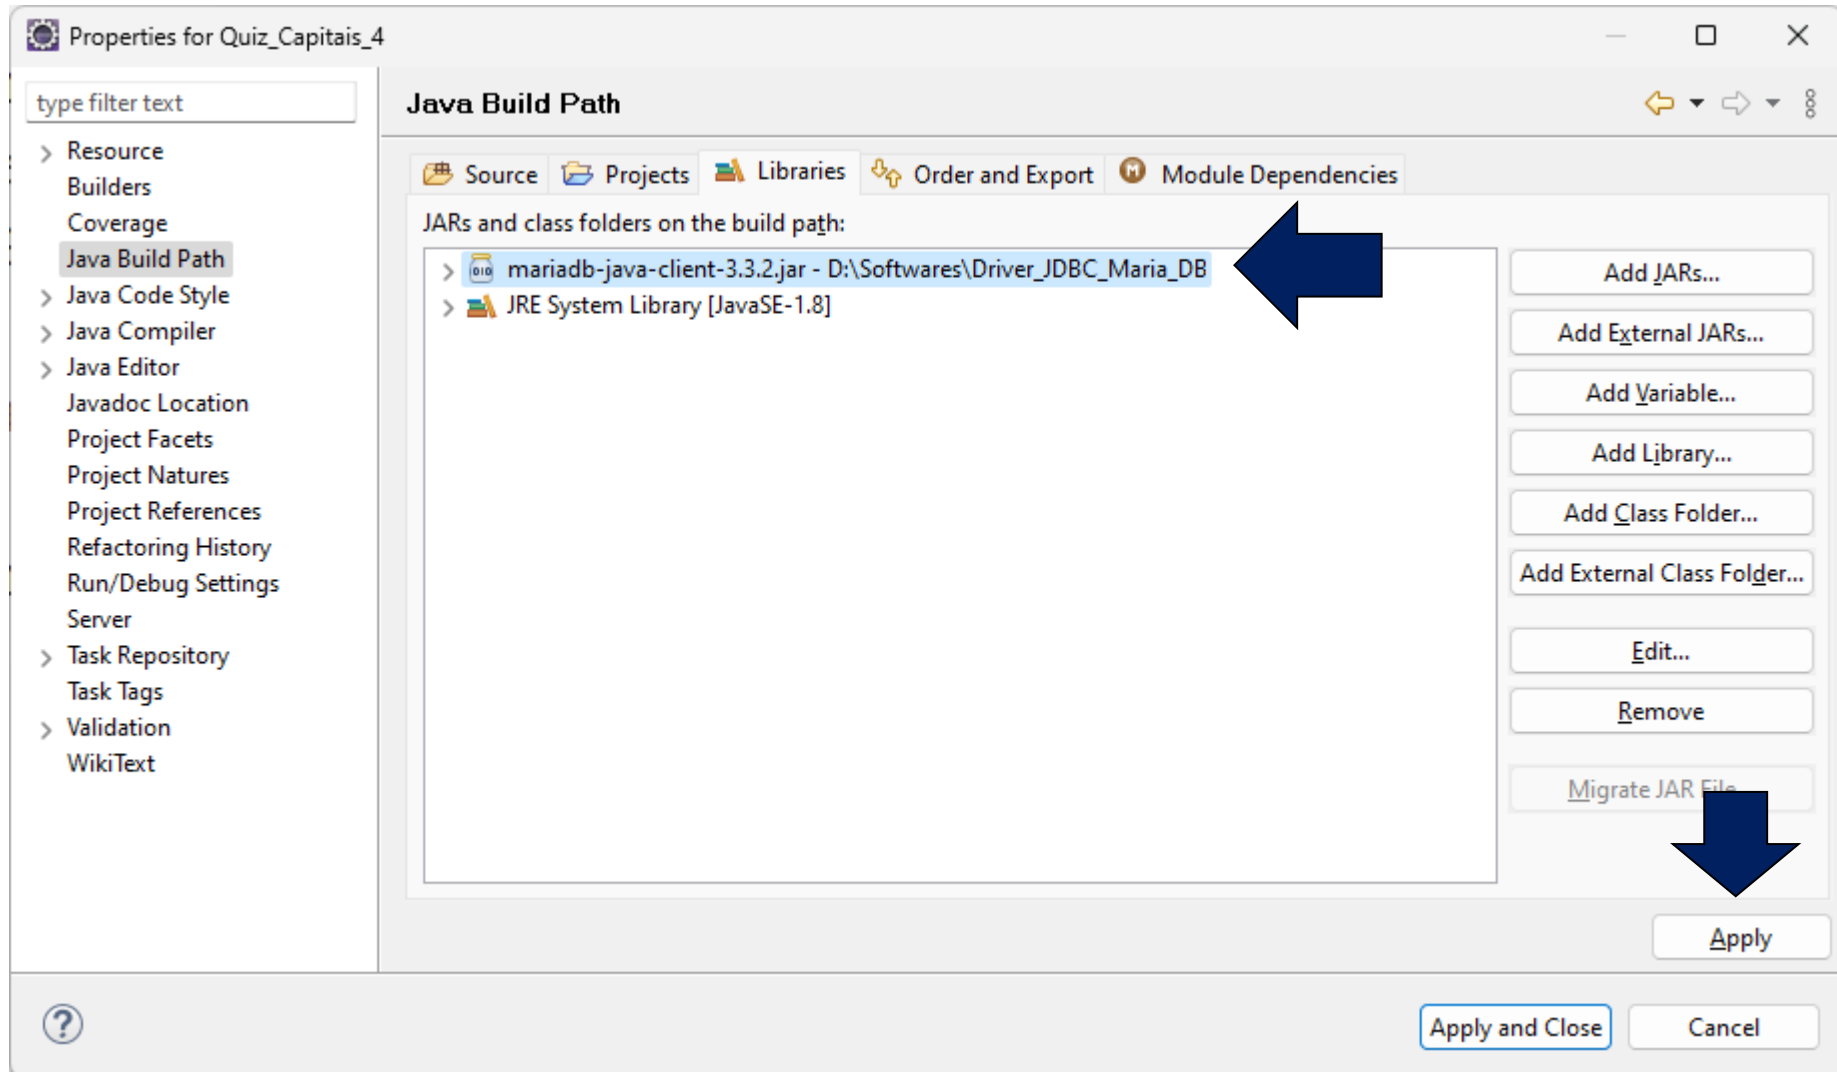 Properties for Quiz_Capitais_4
type filter text
Resource
Builders
Coverage
Java Build Path
Java Code Style
Java Compiler
Java Editor
Javadoc Location
Project Facets
Project Natures
Project References
Refactoring History
Run/Debug Settings
Server
Task Repository
Task Tags
Validation
WikiText
Java Build Path
Source Projects Libraries Order and Export Module Dependencies
JARs and class folders on the build path:
mariadb-java-client-3.3.2.jar - D:\Softwares\Driver_JDBC_Maria_DB
JRE System Library [JavaSE-1.8]
Add JARs...
Add External JARs...
Add Variable...
Add Library...
Add Class Folder...
Add External Class Folder...
Edit...
Remove
Migrate JAR File
Apply
Apply and Close Cancel